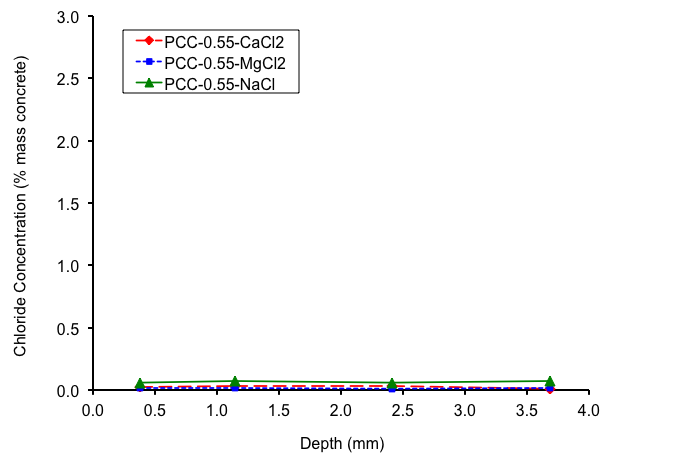 3.0
2.5
2.0
1.5
1.0
0.5
0.0
Chloride Concentration (% mass concrete)
PCC-0.55-CaCl2
PCC-0.55-MgCl2
PCC-0.55-NaCl
0.0 0.5 1.0 1.5 2.0 2.5 3.0 3.5 4.0
Depth (mm)